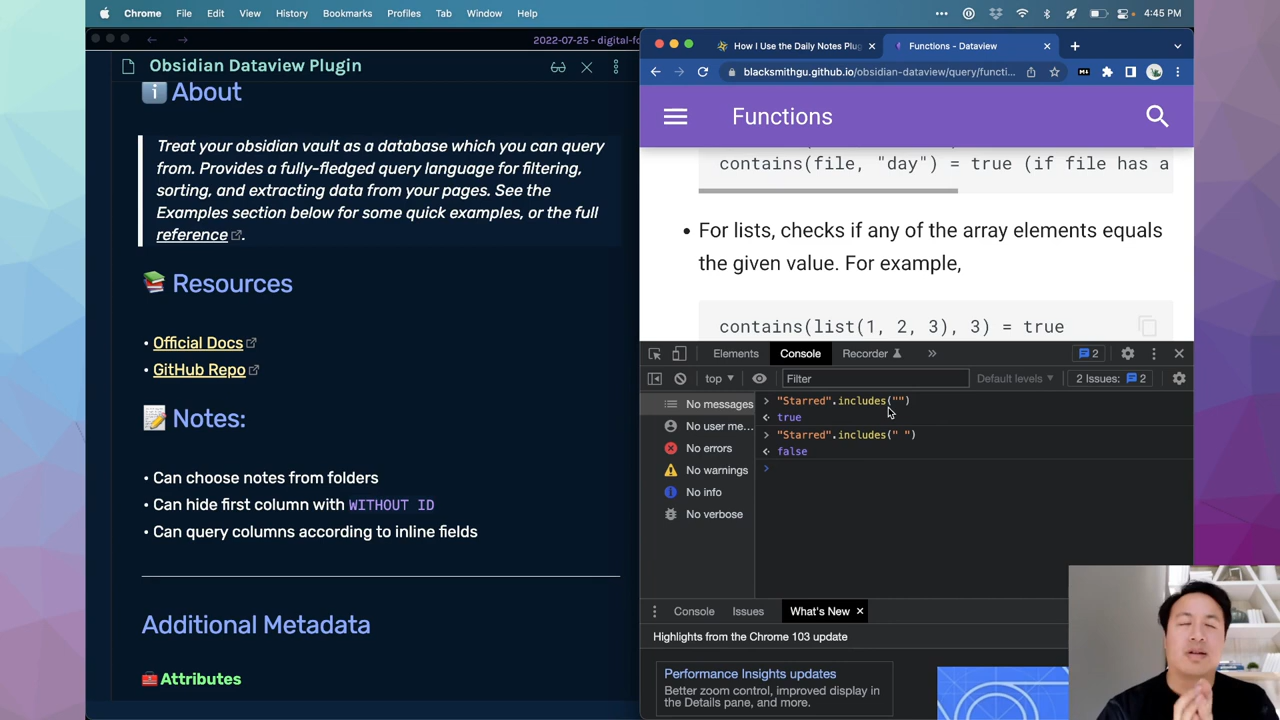 Chrome File Edit View History Bookmarks Profiles Tab Window Help
4:45 PM
2022-07-25 - digital-fo
Obsidian Dataview Plugin
About
Treat your obsidian vault as a database which you can query
from. Provides a fully-fledged query language for filtering,
sorting, and extracting data from your pages. See the
Examples section below for some quick examples, or the full
reference.
Resources
• Official Docs
• GitHub Repo
Notes:
• Can choose notes from folders
• Can hide first column with WITHOUT ID
• Can query columns according to inline fields
Additional Metadata
Attributes
How I Use the Daily Notes Plug
Functions - Dataview
blacksmithgu.github.io/obsidian-dataview/query/functi...
Functions
contains(file, "day") = true (if file has a
• For lists, checks if any of the array elements equals
the given value. For example,
contains(list(1, 2, 3), 3) = true
Elements Console Recorder
2
top Filter Default levels 2 Issues: 2
No messages
No user me...
No errors
No warnings
No info
No verbose
> "Starred".includes("")
true
> "Starred".includes(" ")
false
>
Console Issues What's New
Highlights from the Chrome 103 update
Performance Insights updates
Better zoom control, improved display in
the Details pane, and more.